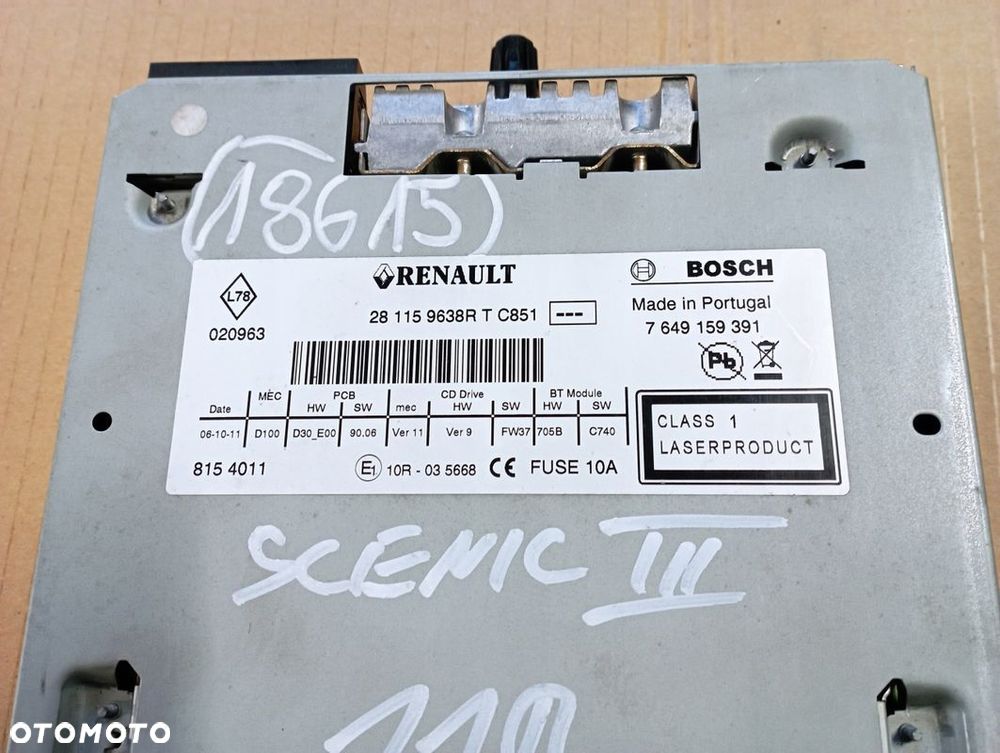 (18615)
RENAULT
BOSCH
L78
28 115 9638R T C851 ---
Made in Portugal
020963
7 649 159 391
Pb
MEC PCB CD Drive BT Module
Date HW SW mec HW SW HW SW
06-10-11 D100 D30_E00 90.06 Ver 11 Ver 9 FW37 705B C740
CLASS 1
LASERPRODUCT
815 4011 E1 10R - 03 5668 CE FUSE 10A
SCENIC III
OTOMOTO